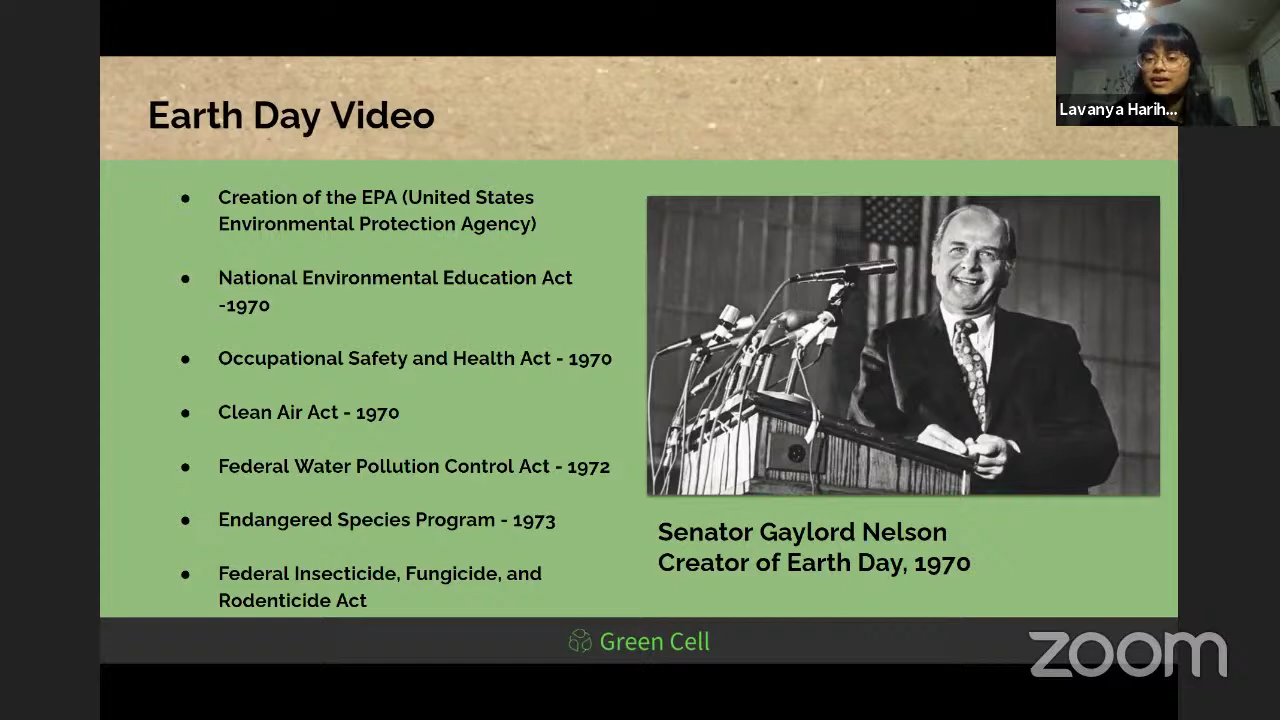 Earth Day Video
Lavanya Harih...
● Creation of the EPA (United States
Environmental Protection Agency)
● National Environmental Education Act
-1970
● Occupational Safety and Health Act - 1970
● Clean Air Act - 1970
● Federal Water Pollution Control Act - 1972
● Endangered Species Program - 1973
● Federal Insecticide, Fungicide, and
Rodenticide Act
Senator Gaylord Nelson
Creator of Earth Day, 1970
Green Cell
zoom